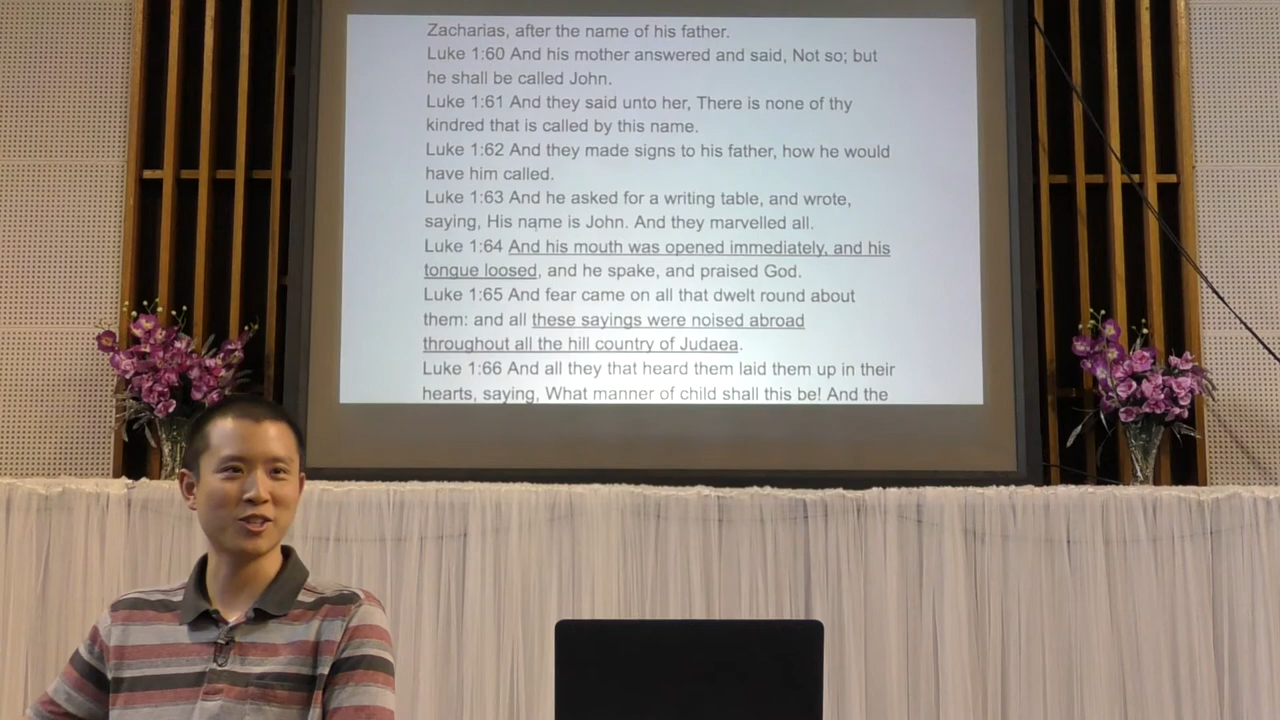 Zacharias, after the name of his father.
Luke 1:60 And his mother answered and said, Not so; but
he shall be called John.
Luke 1:61 And they said unto her, There is none of thy
kindred that is called by this name.
Luke 1:62 And they made signs to his father, how he would
have him called.
Luke 1:63 And he asked for a writing table, and wrote,
saying, His name is John. And they marvelled all.
Luke 1:64 And his mouth was opened immediately, and his
tongue loosed, and he spake, and praised God.
Luke 1:65 And fear came on all that dwelt round about
them: and all these sayings were noised abroad
throughout all the hill country of Judaea.
Luke 1:66 And all they that heard them laid them up in their
hearts, saying, What manner of child shall this be! And the